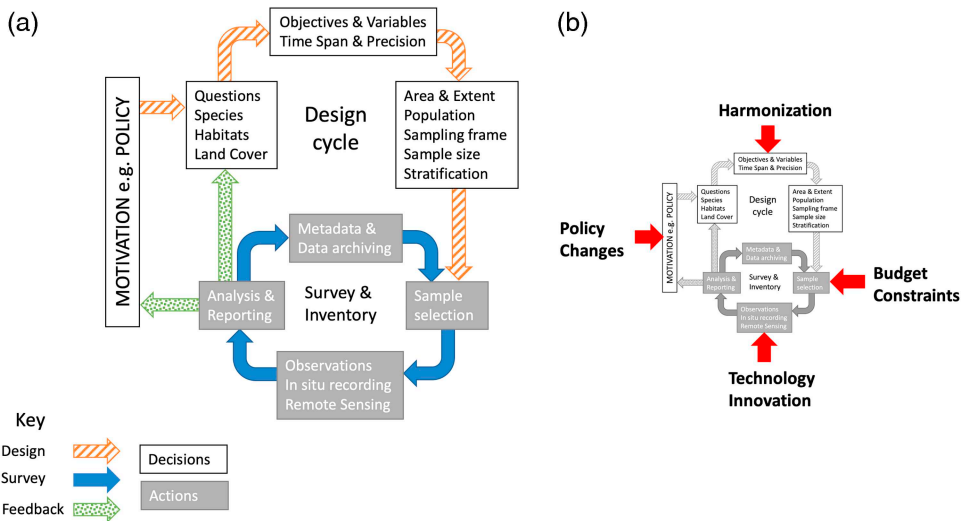 (a)
Objectives & Variables
Time Span & Precision
MOTIVATION e.g. POLICY
Questions
Species
Habitats
Land Cover
Design
cycle
Area & Extent
Population
Sampling frame
Sample size
Stratification
Metadata &
Data archiving
Analysis &
Reporting
Survey &
Inventory
Sample
selection
Observations
In situ recording
Remote Sensing
Key
Design
Survey
Feedback
Decisions
Actions
(b)
Harmonization
Objectives & Variables
Time Span & Precision
Policy
Changes
MOTIVATION e.g. POLICY
Questions
Species
Habitats
Land Cover
Design
cycle
Area & Extent
Population
Sampling frame
Sample size
Stratification
Metadata &
Data archiving
Analysis &
Reporting
Survey &
Inventory
Sample
selection
Budget
Constraints
Observations
In situ recording
Remote Sensing
Technology
Innovation